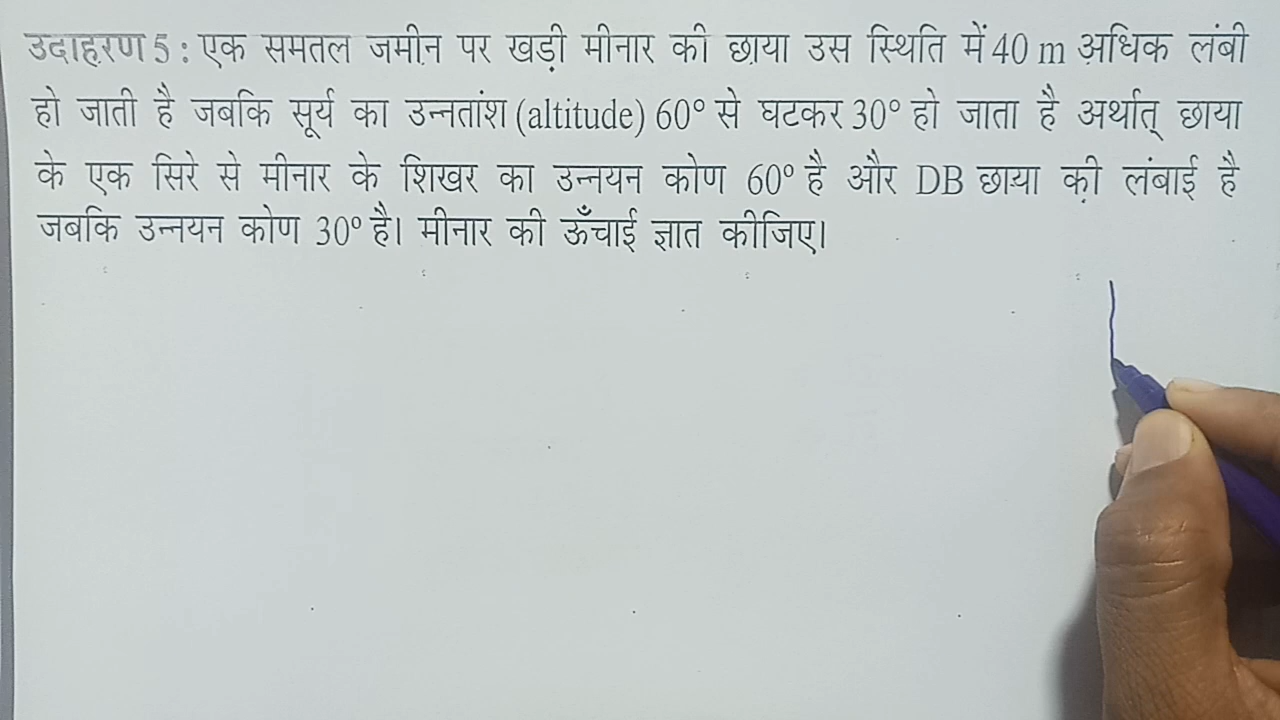 उदाहरण 5 : एक समतल जमीन पर खड़ी मीनार की छाया उस स्थिति में 40 m अधिक लंबी
हो जाती है जबकि सूर्य का उन्नतांश (altitude) 60° से घटकर 30° हो जाता है अर्थात् छाया
के एक सिरे से मीनार के शिखर का उन्नयन कोण 60° है और DB छाया की लंबाई है
जबकि उन्नयन कोण 30° है। मीनार की ऊँचाई ज्ञात कीजिए।